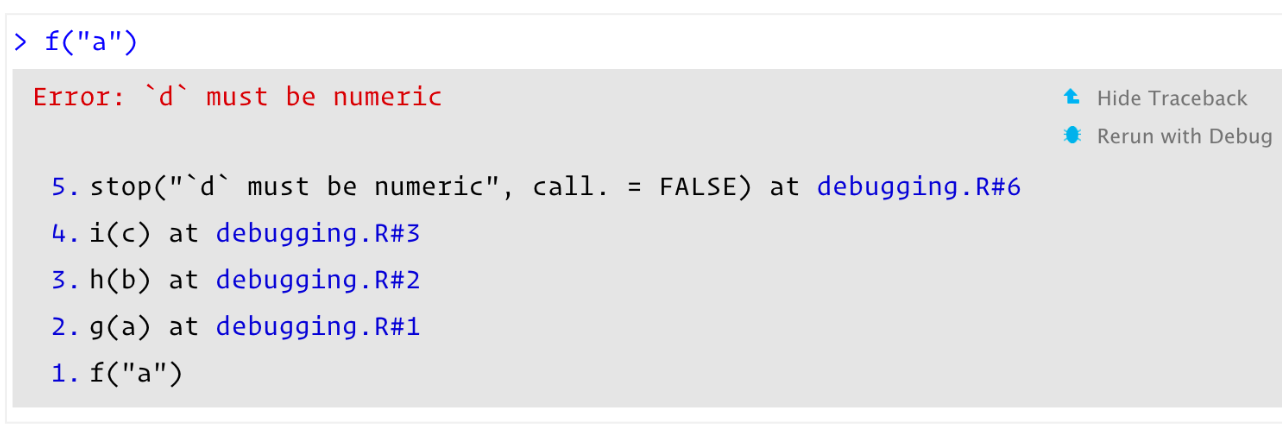 > f("a")
Error: `d` must be numeric
Hide Traceback
Rerun with Debug
5. stop("`d` must be numeric", call. = FALSE) at debugging.R#6
4. i(c) at debugging.R#3
3. h(b) at debugging.R#2
2. g(a) at debugging.R#1
1. f("a")